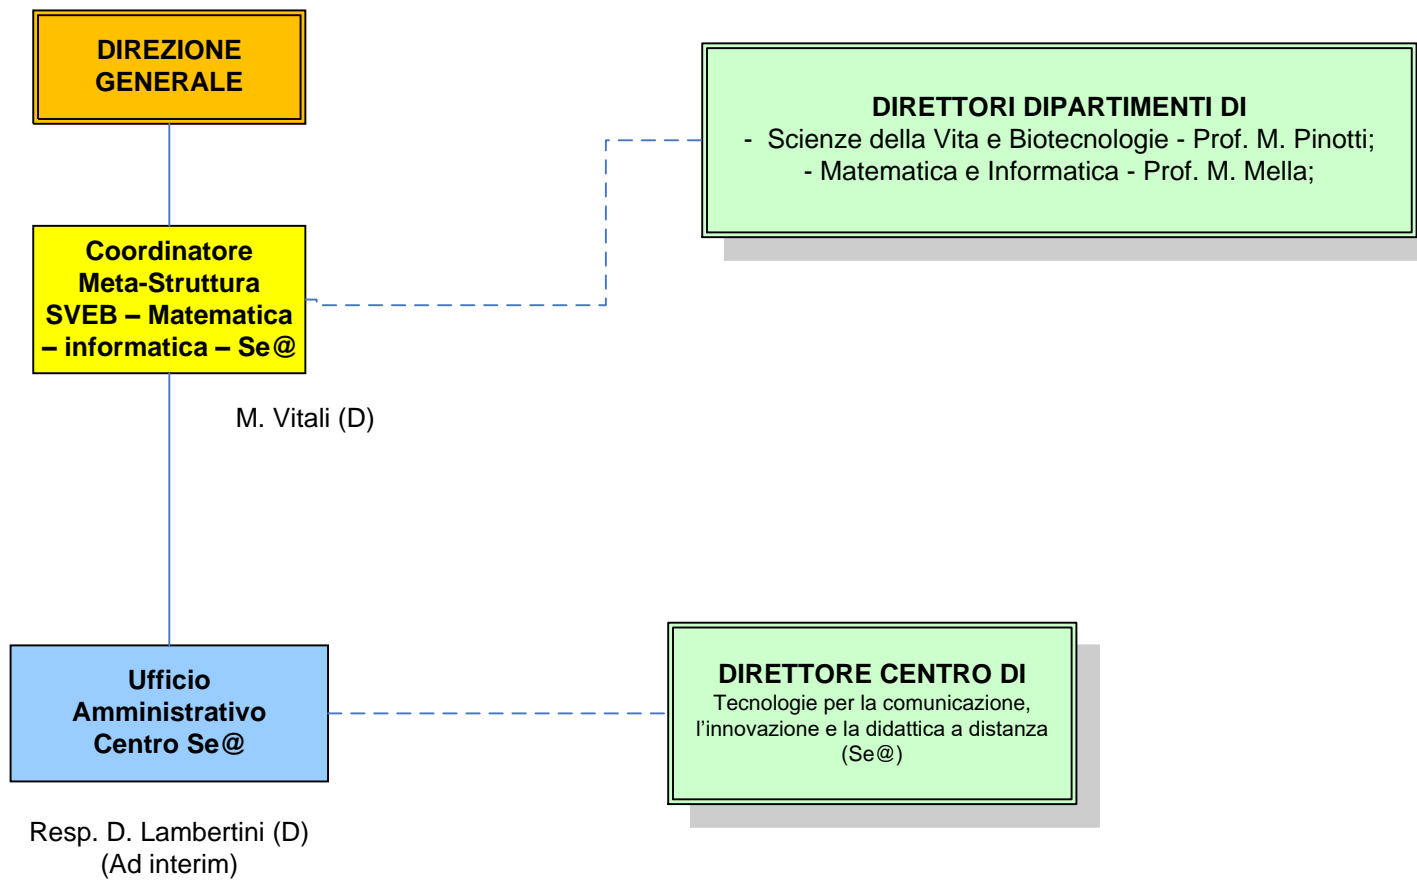 DIREZIONE
GENERALE
DIRETTORI DIPARTIMENTI DI
- Scienze della Vita e Biotecnologie - Prof. M. Pinotti;
- Matematica e Informatica - Prof. M. Mella;
Coordinatore
Meta-Struttura
SVEB – Matematica
– informatica – Se@
M. Vitali (D)
Ufficio
Amministrativo
Centro Se@
DIRETTORE CENTRO DI
Tecnologie per la comunicazione,
l’innovazione e la didattica a distanza
(Se@)
Resp. D. Lambertini (D)
(Ad interim)